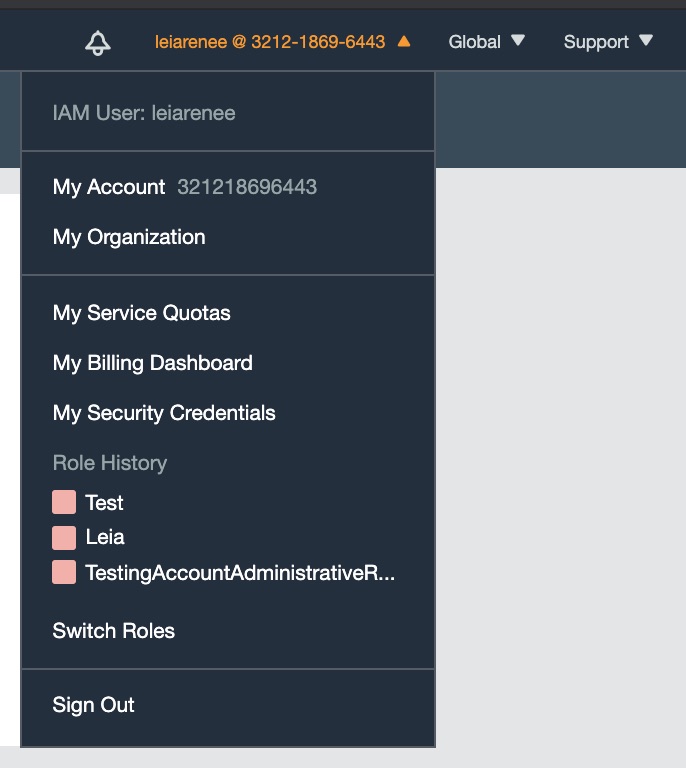 leiarenee @ 3212-1869-6443 Global Support
IAM User: leiarenee
My Account 321218696443
My Organization
My Service Quotas
My Billing Dashboard
My Security Credentials
Role History
Test
Leia
TestingAccountAdministrativeR...
Switch Roles
Sign Out